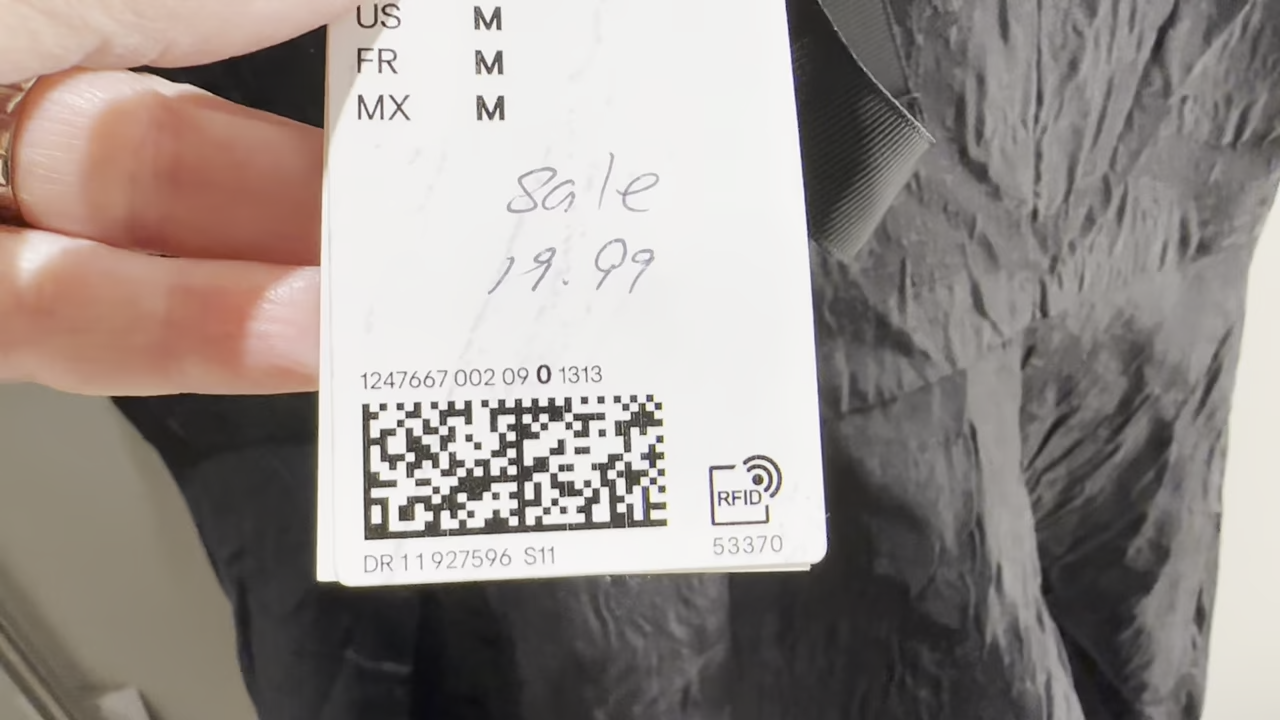 US M
FR M
MX M
sale
19.99
1247667 002 09 0 1313
RFID
DR 11927596 S11
53370